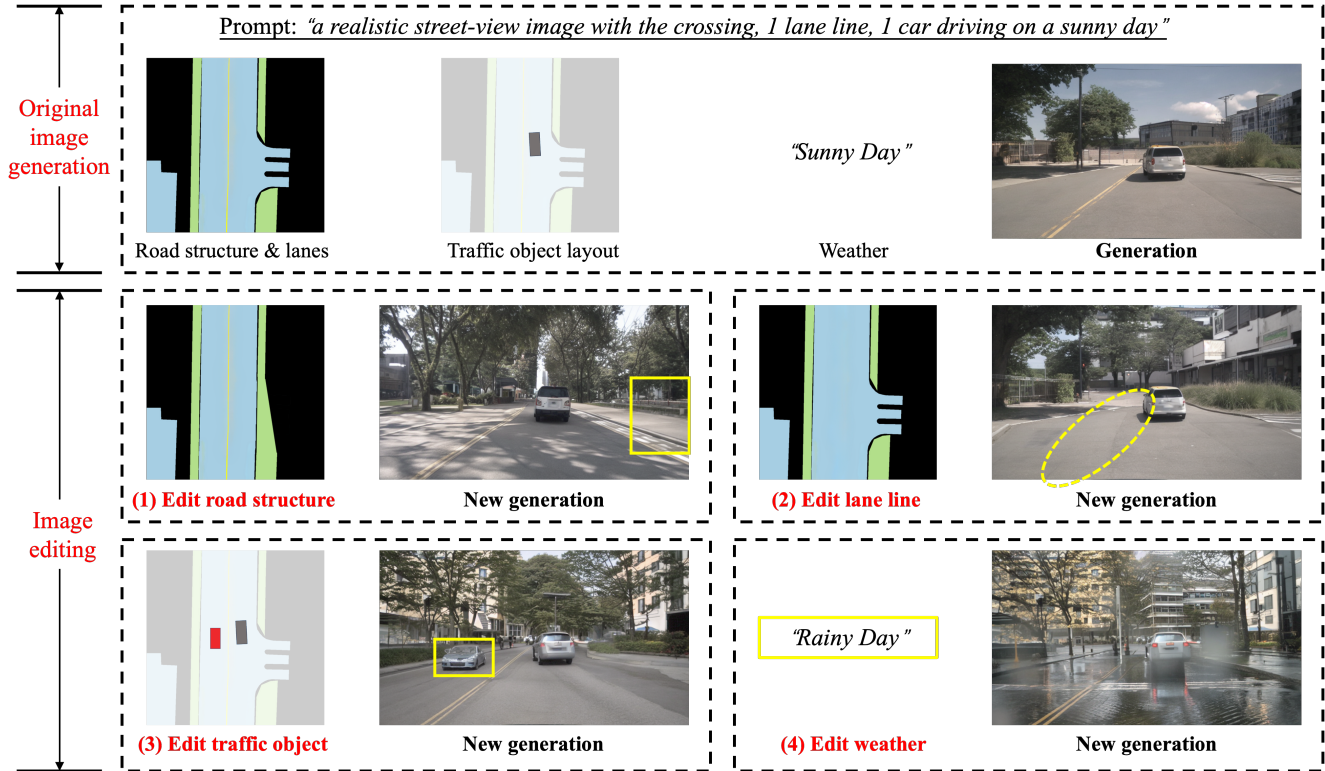 Prompt: “a realistic street-view image with the crossing, 1 lane line, 1 car driving on a sunny day”
Original
image
generation
“Sunny Day”
Road structure & lanes
Traffic object layout
Weather
Generation
Image
editing
(1) Edit road structure
New generation
(2) Edit lane line
New generation
“Rainy Day”
(3) Edit traffic object
New generation
(4) Edit weather
New generation